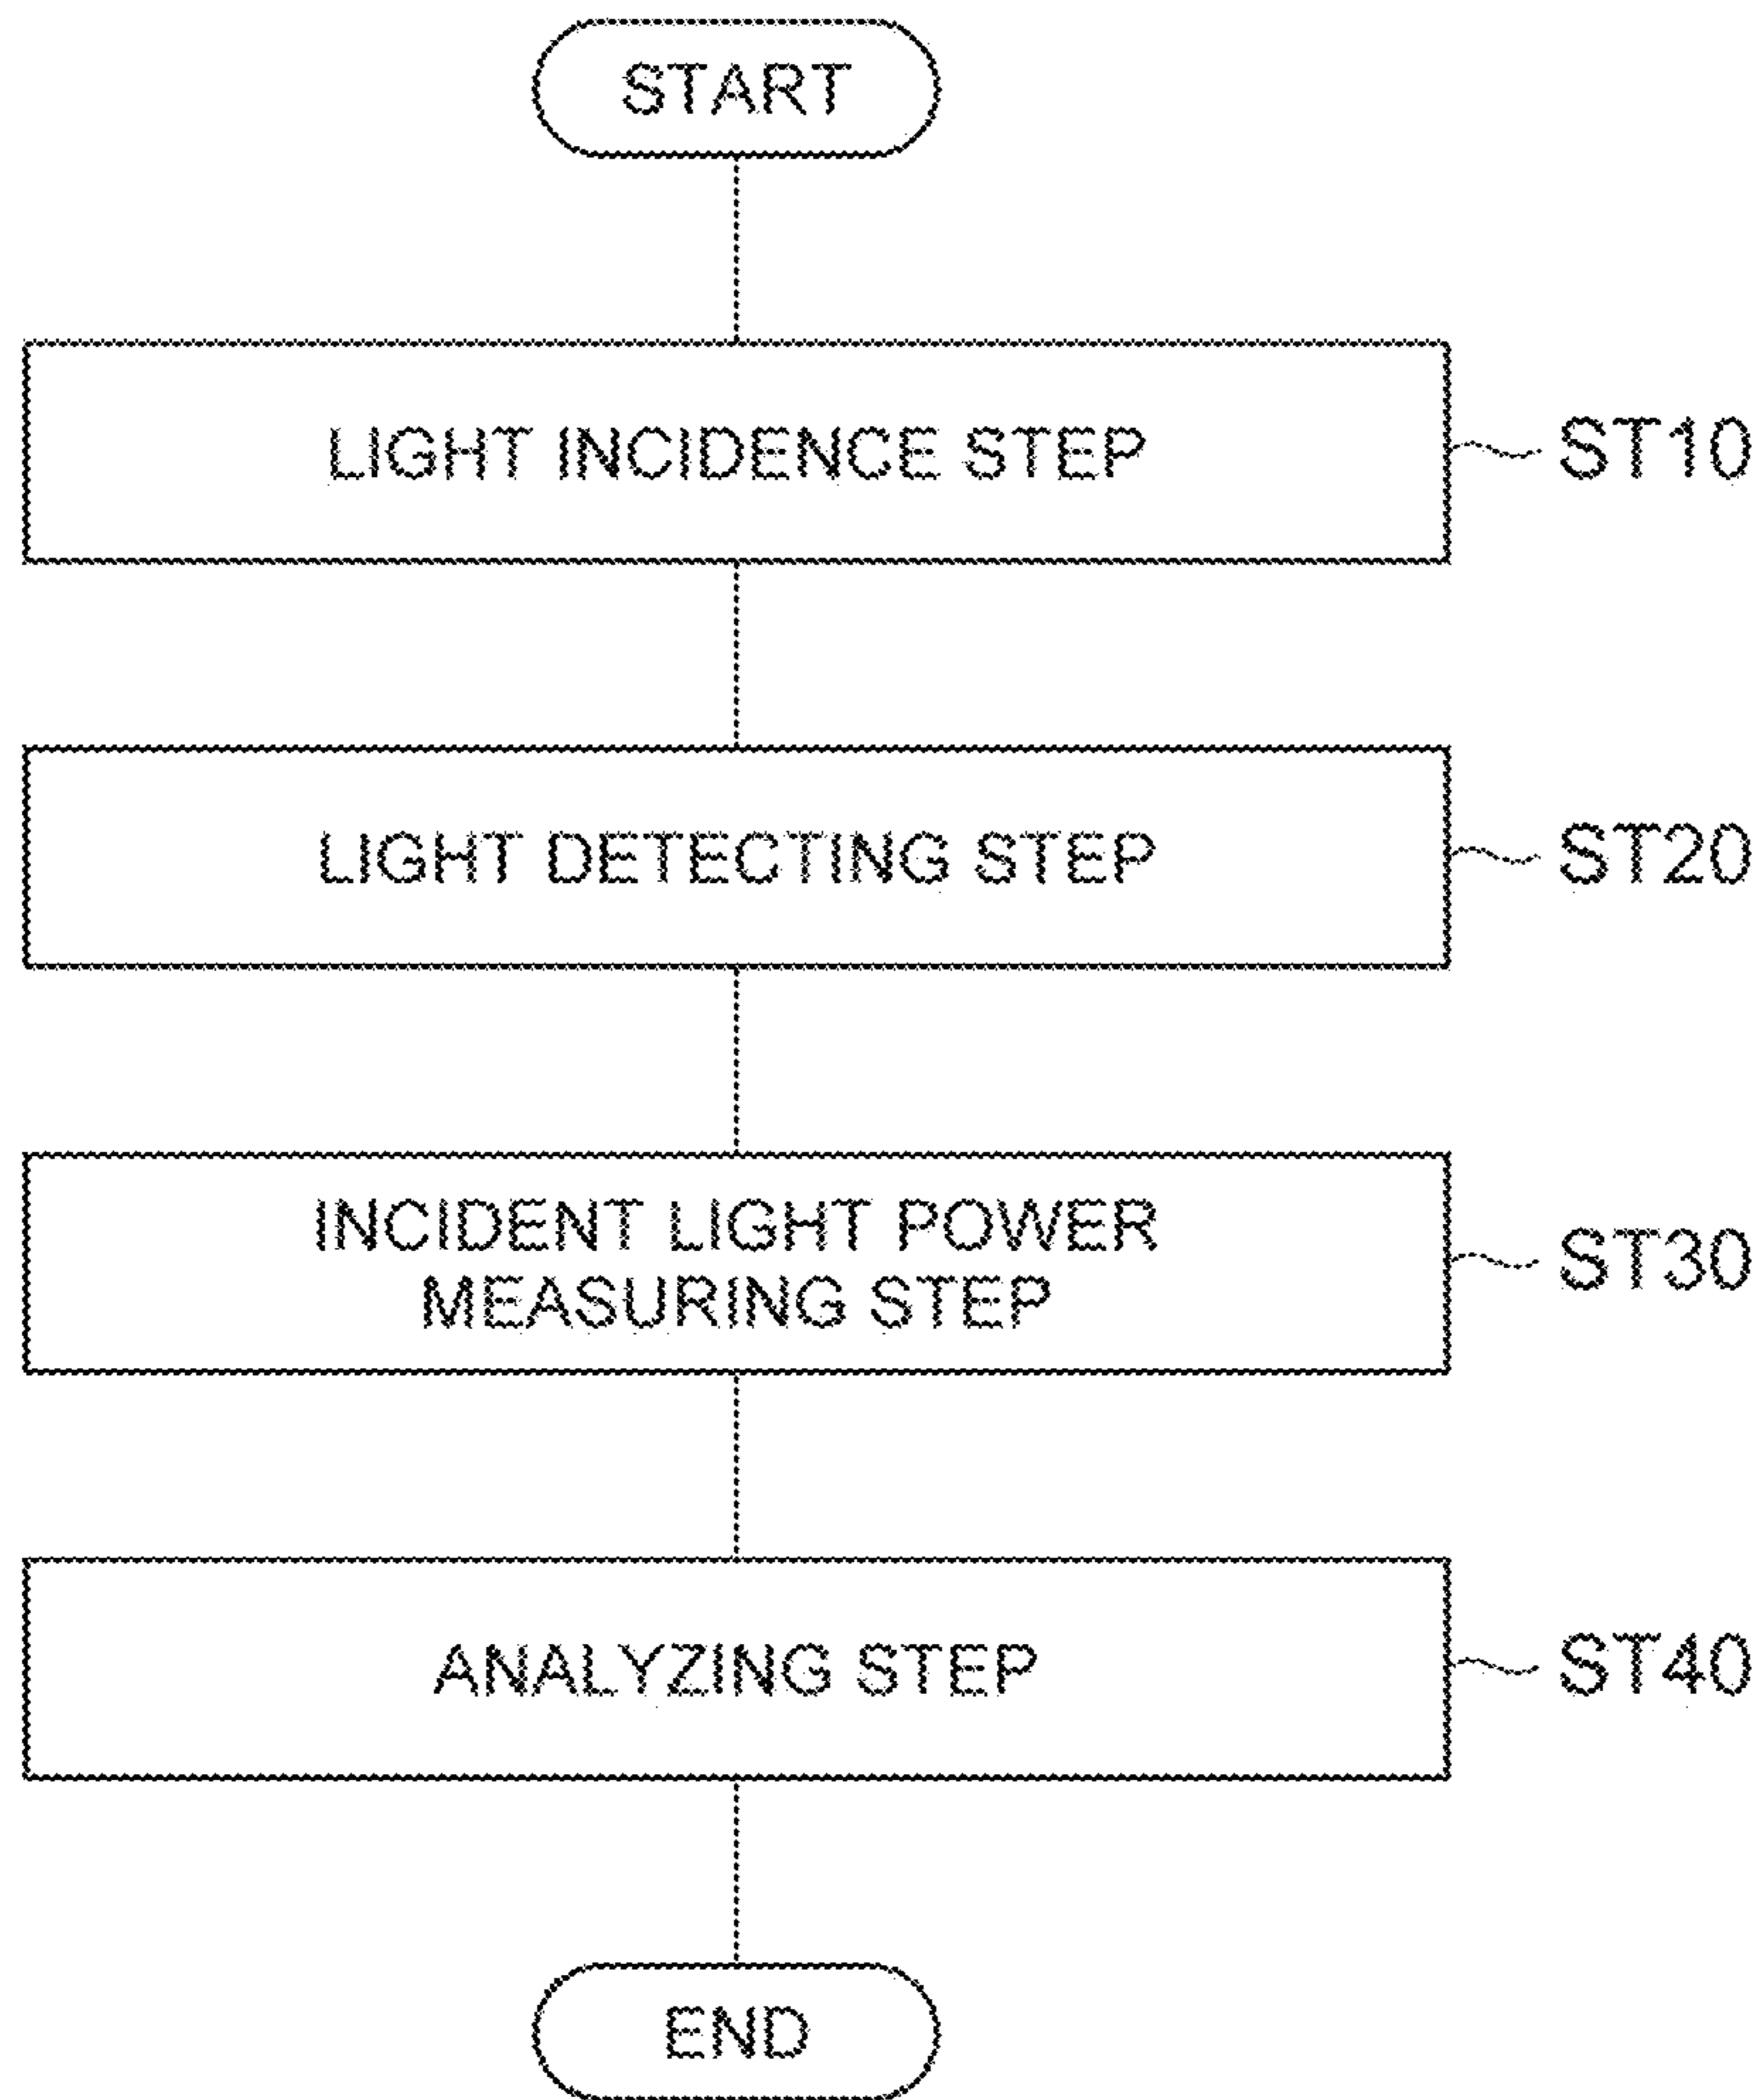 START
LIGHT INCIDENCE STEP
ST10
LIGHT DETECTING STEP
ST20
INCIDENT LIGHT POWER
MEASURING STEP
ST30
ANALYZING STEP
ST40
END